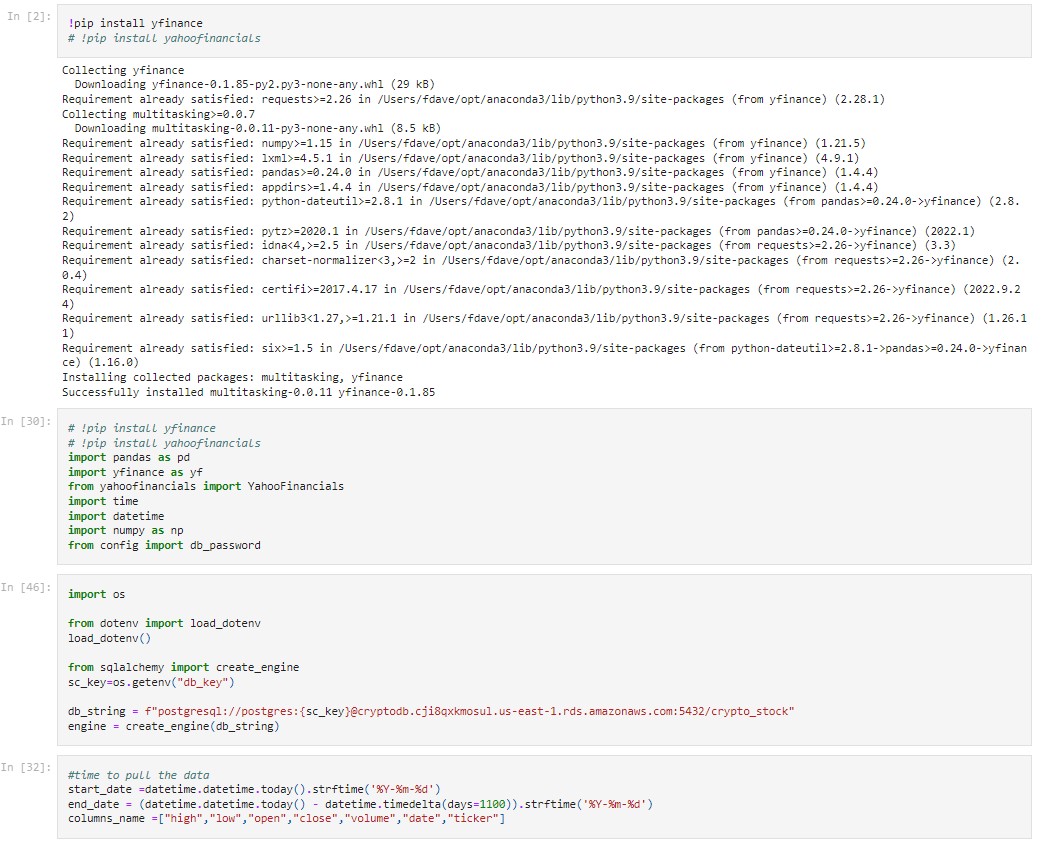 In [2]:
!pip install yfinance
# !pip install yahoofinancials
Collecting yfinance
  Downloading yfinance-0.1.85-py2.py3-none-any.whl (29 kB)
Requirement already satisfied: requests>=2.26 in /Users/fdave/opt/anaconda3/lib/python3.9/site-packages (from yfinance) (2.28.1)
Collecting multitasking>=0.0.7
  Downloading multitasking-0.0.11-py3-none-any.whl (8.5 kB)
Requirement already satisfied: numpy>=1.15 in /Users/fdave/opt/anaconda3/lib/python3.9/site-packages (from yfinance) (1.21.5)
Requirement already satisfied: lxml>=4.5.1 in /Users/fdave/opt/anaconda3/lib/python3.9/site-packages (from yfinance) (4.9.1)
Requirement already satisfied: pandas>=0.24.0 in /Users/fdave/opt/anaconda3/lib/python3.9/site-packages (from yfinance) (1.4.4)
Requirement already satisfied: appdirs>=1.4.4 in /Users/fdave/opt/anaconda3/lib/python3.9/site-packages (from yfinance) (1.4.4)
Requirement already satisfied: python-dateutil>=2.8.1 in /Users/fdave/opt/anaconda3/lib/python3.9/site-packages (from pandas>=0.24.0->yfinance) (2.8.
2)
Requirement already satisfied: pytz>=2020.1 in /Users/fdave/opt/anaconda3/lib/python3.9/site-packages (from pandas>=0.24.0->yfinance) (2022.1)
Requirement already satisfied: idna<4,>=2.5 in /Users/fdave/opt/anaconda3/lib/python3.9/site-packages (from requests>=2.26->yfinance) (3.3)
Requirement already satisfied: charset-normalizer<3,>=2 in /Users/fdave/opt/anaconda3/lib/python3.9/site-packages (from requests>=2.26->yfinance) (2.
0.4)
Requirement already satisfied: certifi>=2017.4.17 in /Users/fdave/opt/anaconda3/lib/python3.9/site-packages (from requests>=2.26->yfinance) (2022.9.2
4)
Requirement already satisfied: urllib3<1.27,>=1.21.1 in /Users/fdave/opt/anaconda3/lib/python3.9/site-packages (from requests>=2.26->yfinance) (1.26.1
1)
Requirement already satisfied: six>=1.5 in /Users/fdave/opt/anaconda3/lib/python3.9/site-packages (from python-dateutil>=2.8.1->pandas>=0.24.0->yfinan
ce) (1.16.0)
Installing collected packages: multitasking, yfinance
Successfully installed multitasking-0.0.11 yfinance-0.1.85
In [30]:
# !pip install yfinance
# !pip install yahoofinancials
import pandas as pd
import yfinance as yf
from yahoofinancials import YahooFinancials
import time
import datetime
import numpy as np
from config import db_password
In [46]:
import os
from dotenv import load_dotenv
load_dotenv()
from sqlalchemy import create_engine
sc_key=os.getenv("db_key")
db_string = f"postgresql://postgres:{sc_key}@cryptodb.cji8qxkmosul.us-east-1.rds.amazonaws.com:5432/crypto_stock"
engine = create_engine(db_string)
In [32]:
#time to pull the data
start_date =datetime.datetime.today().strftime('%Y-%m-%d')
end_date = (datetime.datetime.today() - datetime.timedelta(days=1100)).strftime('%Y-%m-%d')
columns_name =["high","low","open","close","volume","date","ticker"]